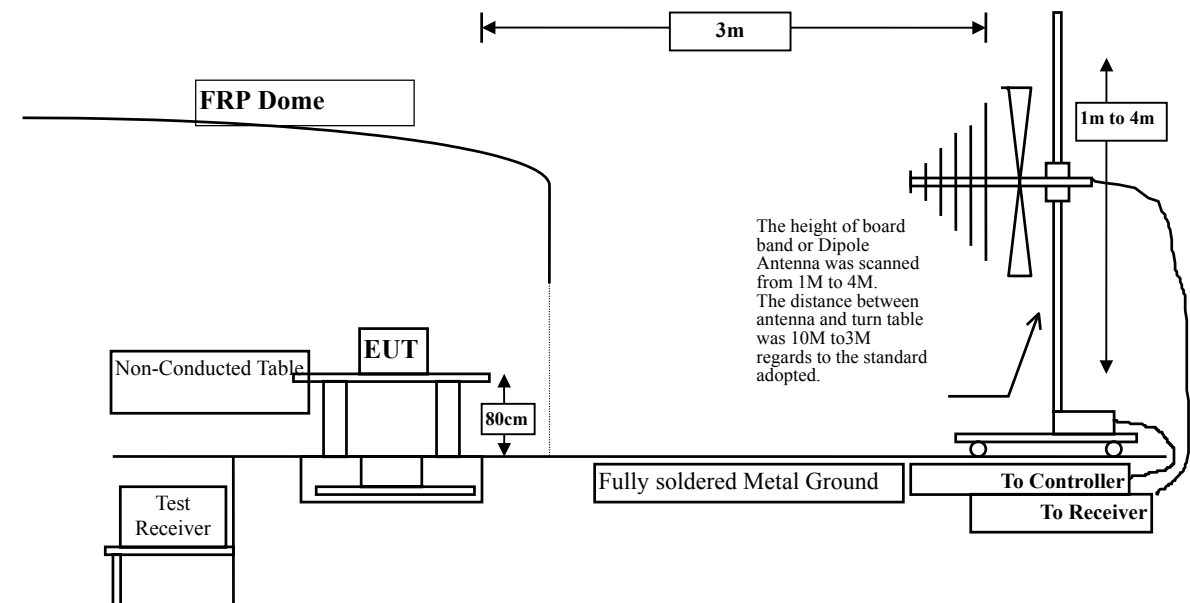 3m
FRP Dome
1m to 4m
The height of board
band or Dipole
Antenna was scanned
from 1M to 4M.
The distance between
antenna and turn table
was 10M to3M
regards to the standard
adopted.
EUT
Non-Conducted Table
80cm
Fully soldered Metal Ground
To Controller
To Receiver
Test
Receiver